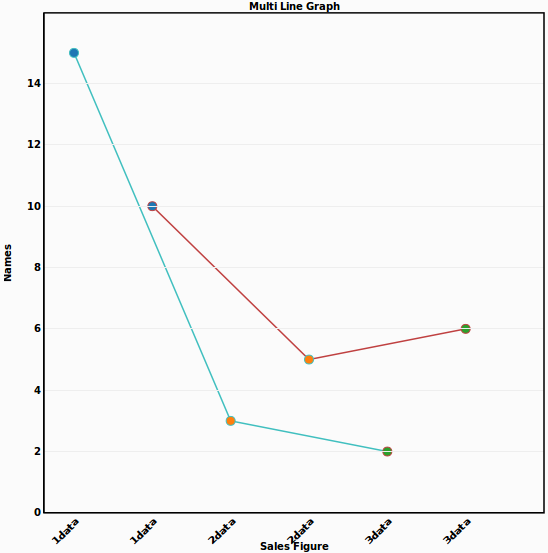 Multi Line Graph
14
12
10
8
6
4
2
0
Names
1data
1data
2data
2data
3data
3data
Sales Figure